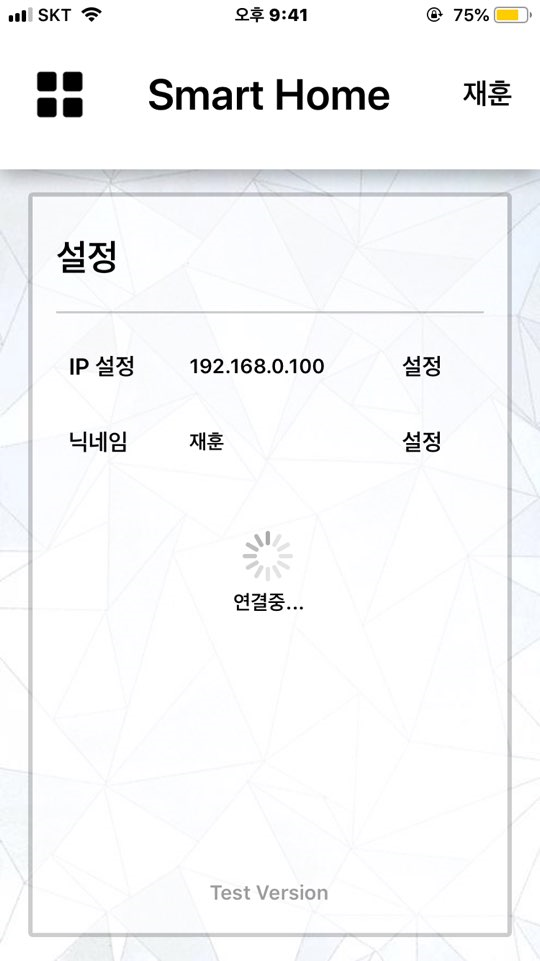 SKT 오후 9:41 75%
Smart Home 재훈
설정
IP 설정 192.168.0.100 설정
닉네임 재훈 설정
연결중...
Test Version